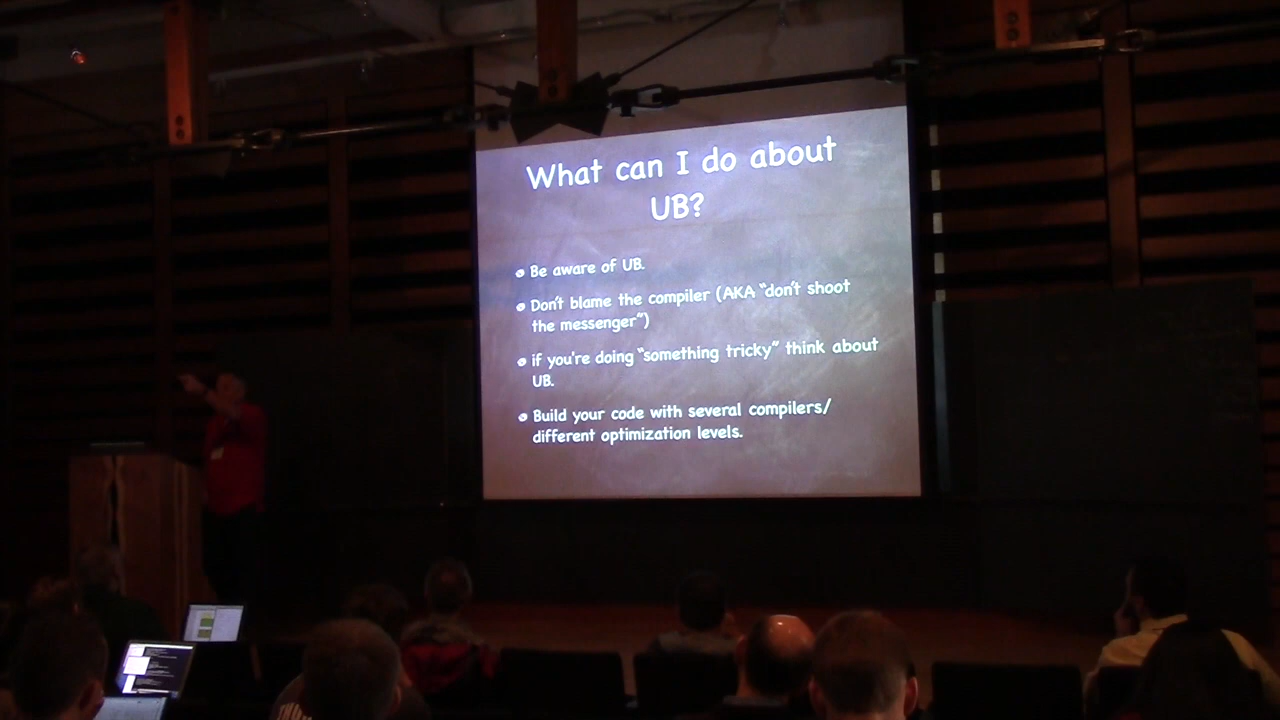 What can I do about
UB?
Be aware of UB.
Don't blame the compiler (AKA "don't shoot
the messenger")
if you're doing "something tricky" think about
UB.
Build your code with several compilers/
different optimization levels.